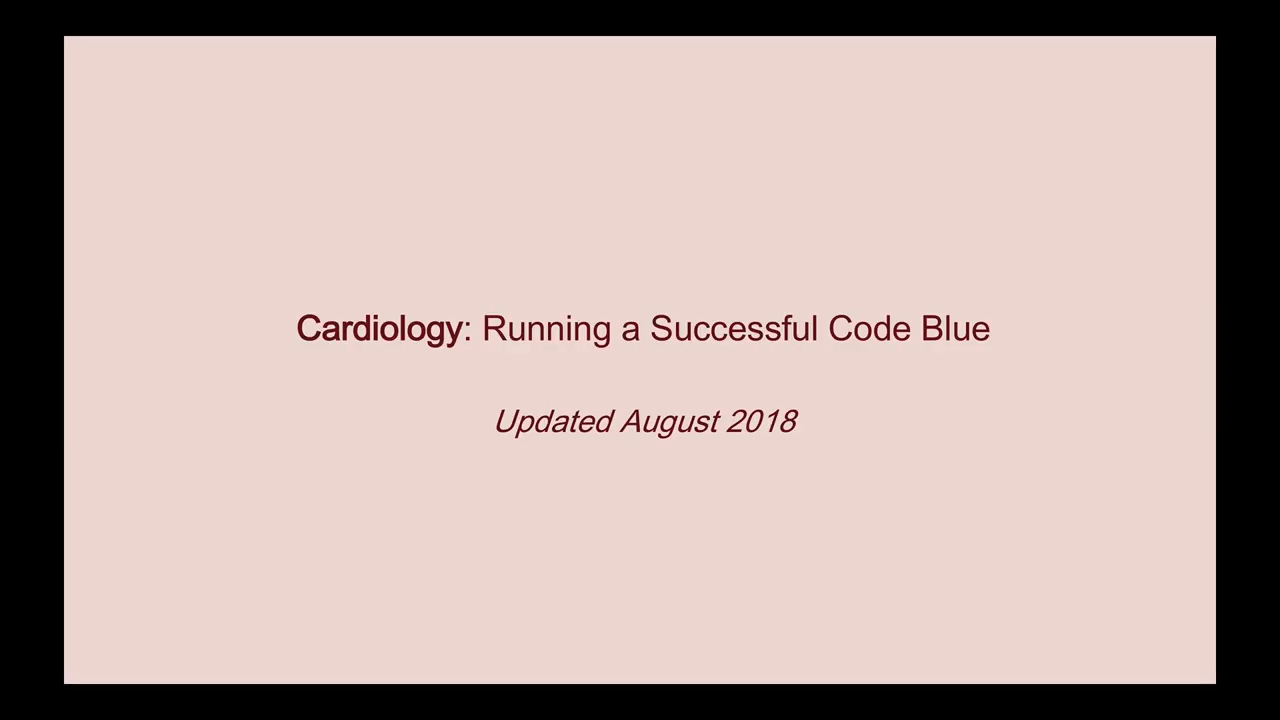 Cardiology: Running a Successful Code Blue
Updated August 2018